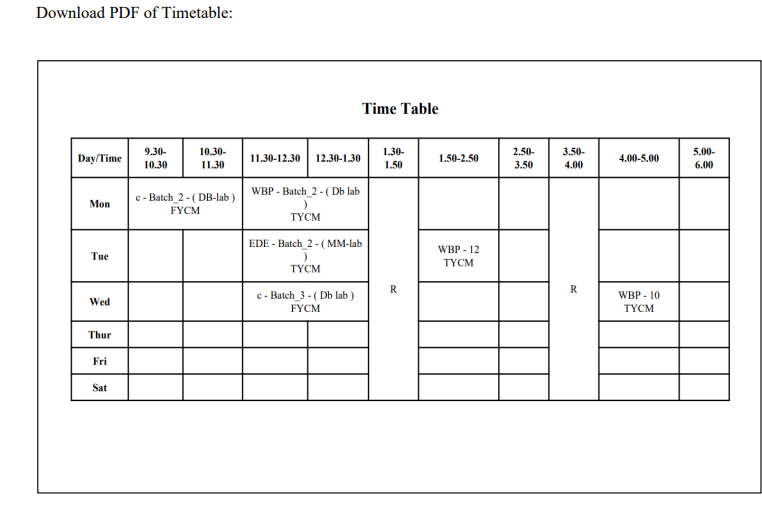 Download PDF of Timetable:
Time Table
Day/Time
9.30-
10.30
10.30-
11.30
11.30-12.30
12.30-1.30
1.30-
1.50
1.50-2.50
2.50-
3.50
3.50-
4.00
4.00-5.00
5.00-
6.00
Mon
c - Batch_2 - ( DB-lab )
FYCM
WBP - Batch_2 - ( Db lab
)
TYCM
Tue
EDE - Batch_2 - ( MM-lab
)
TYCM
WBP - 12
TYCM
Wed
c - Batch_3 - ( Db lab )
FYCM
R
R
WBP - 10
TYCM
Thur
Fri
Sat